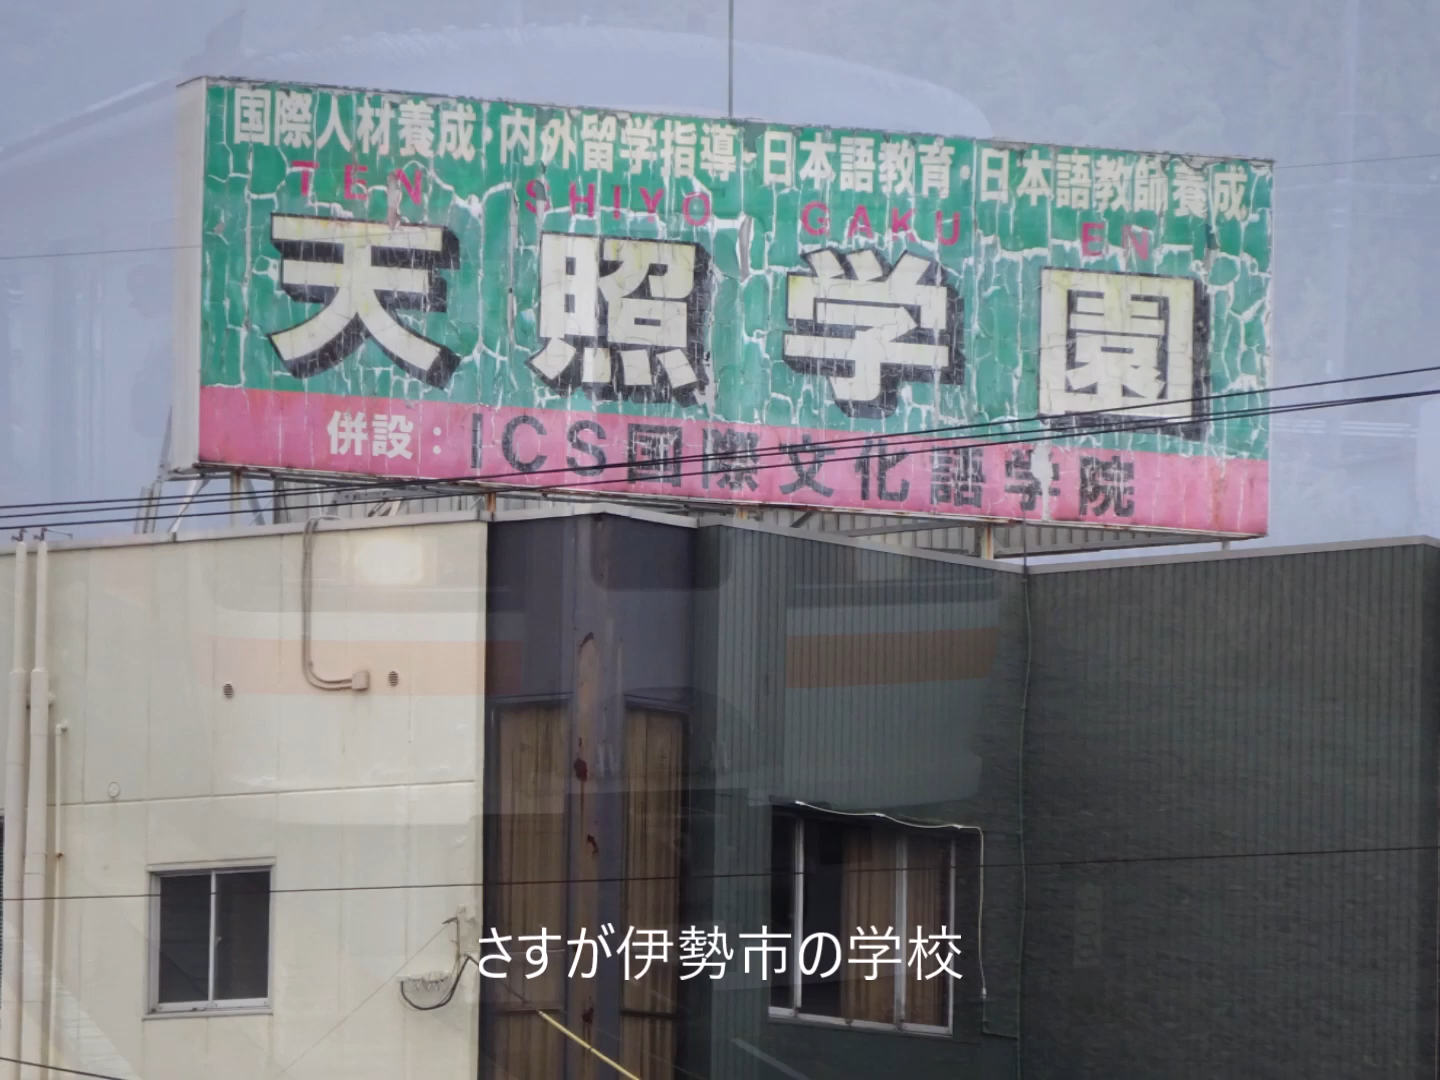 国際人材養成・内外留学指導・日本語教育・日本語教師養成
TEN SHIYO GAKU EN
天照学園
併設：ICS国際文化語学院
さすが伊勢市の学校